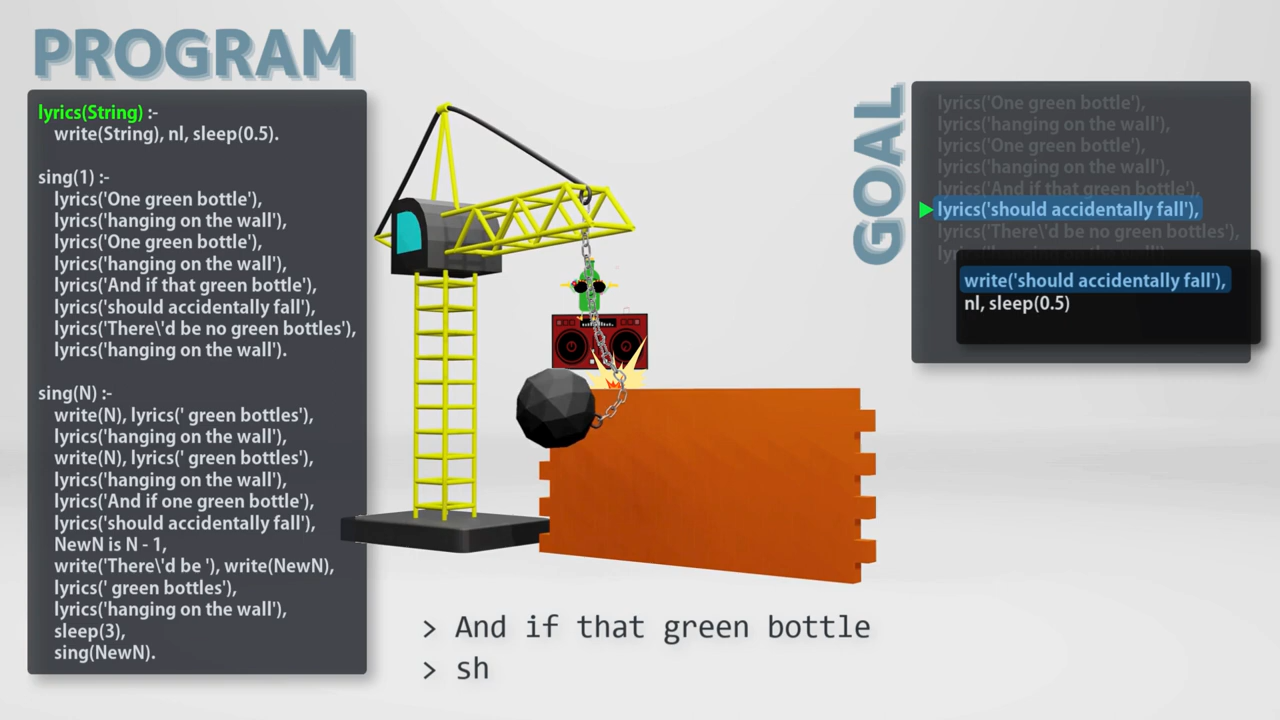 PROGRAM
lyrics(String) :-
write(String), nl, sleep(0.5).
sing(1) :-
lyrics('One green bottle'),
lyrics('hanging on the wall'),
lyrics('One green bottle'),
lyrics('hanging on the wall'),
lyrics('And if that green bottle'),
lyrics('should accidentally fall'),
lyrics('There\'d be no green bottles'),
lyrics('hanging on the wall').
sing(N) :-
write(N), lyrics(' green bottles'),
lyrics('hanging on the wall'),
write(N), lyrics(' green bottles'),
lyrics('hanging on the wall'),
lyrics('And if one green bottle'),
lyrics('should accidentally fall'),
NewN is N - 1,
write('There\'d be '), write(NewN),
lyrics(' green bottles'),
lyrics('hanging on the wall'),
sleep(3),
sing(NewN).
GOAL
lyrics('One green bottle'),
lyrics('hanging on the wall'),
lyrics('One green bottle'),
lyrics('hanging on the wall'),
lyrics('And if that green bottle'),
lyrics('should accidentally fall'),
lyrics('There\'d be no green bottles'),
write('should accidentally fall'),
nl, sleep(0.5)
> And if that green bottle
> sh